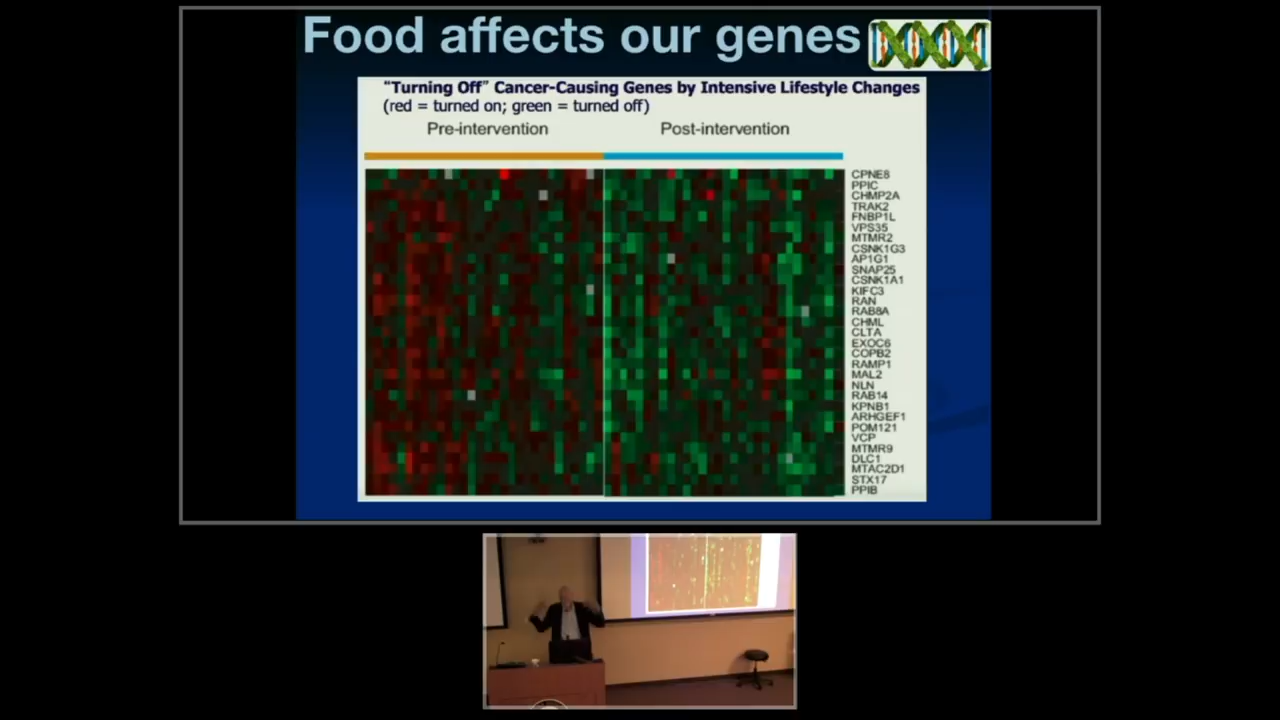 Food affects our genes
“Turning Off” Cancer-Causing Genes by Intensive Lifestyle Changes
(red = turned on; green = turned off)
Pre-intervention Post-intervention
CPNE8
PPIC
CHMP2A
TRAK2
FNBP1L
VPS35
MTMR2
CSNK1G3
AP1G1
SNAP25
CSNK1A1
KIFC3
RAN
RAB8A
CHML
CLTA
EXOC6
COPB2
RAMP1
MAL2
NLN
RAB14
KPNB1
ARHGEF1
POM121
VCP
MTMR9
DLC1
MTAC2D1
STX17
PPIB